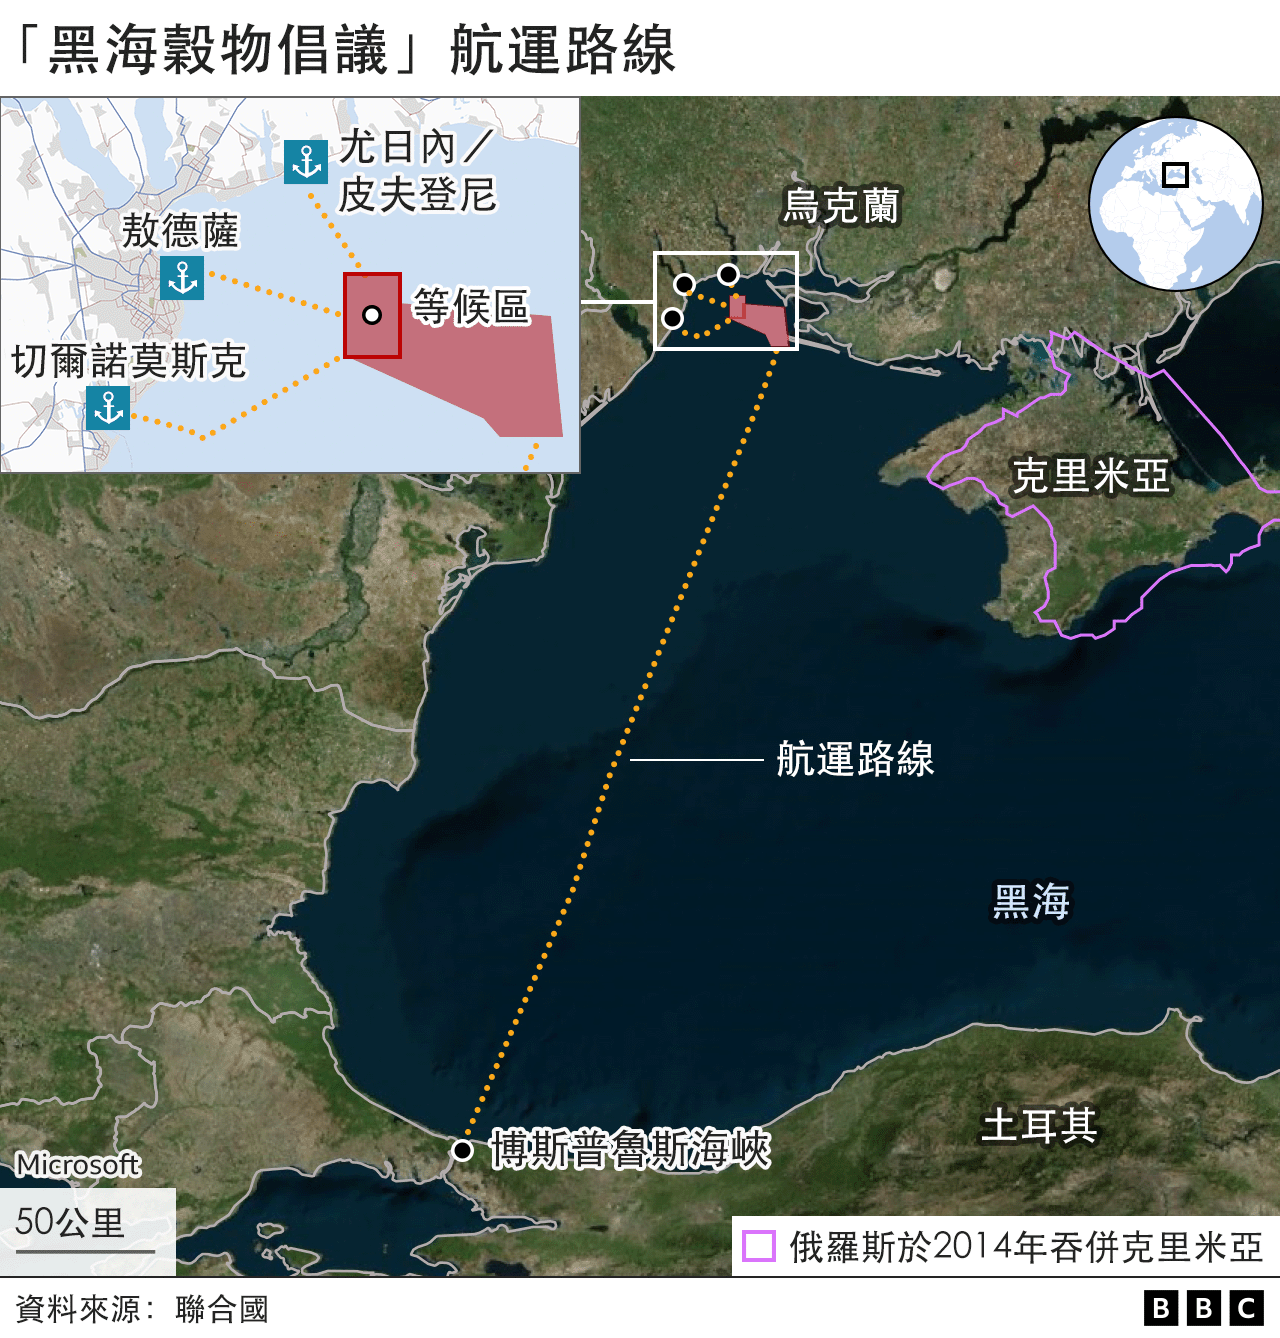 「黑海穀物倡議」航運路線
尤日內／
皮夫登尼
敖德薩
等候區
切爾諾莫斯克
烏克蘭
克里米亞
航運路線
黑海
土耳其
博斯普魯斯海峽
Microsoft
50公里
俄羅斯於2014年吞併克里米亞
資料來源：聯合國
BBC